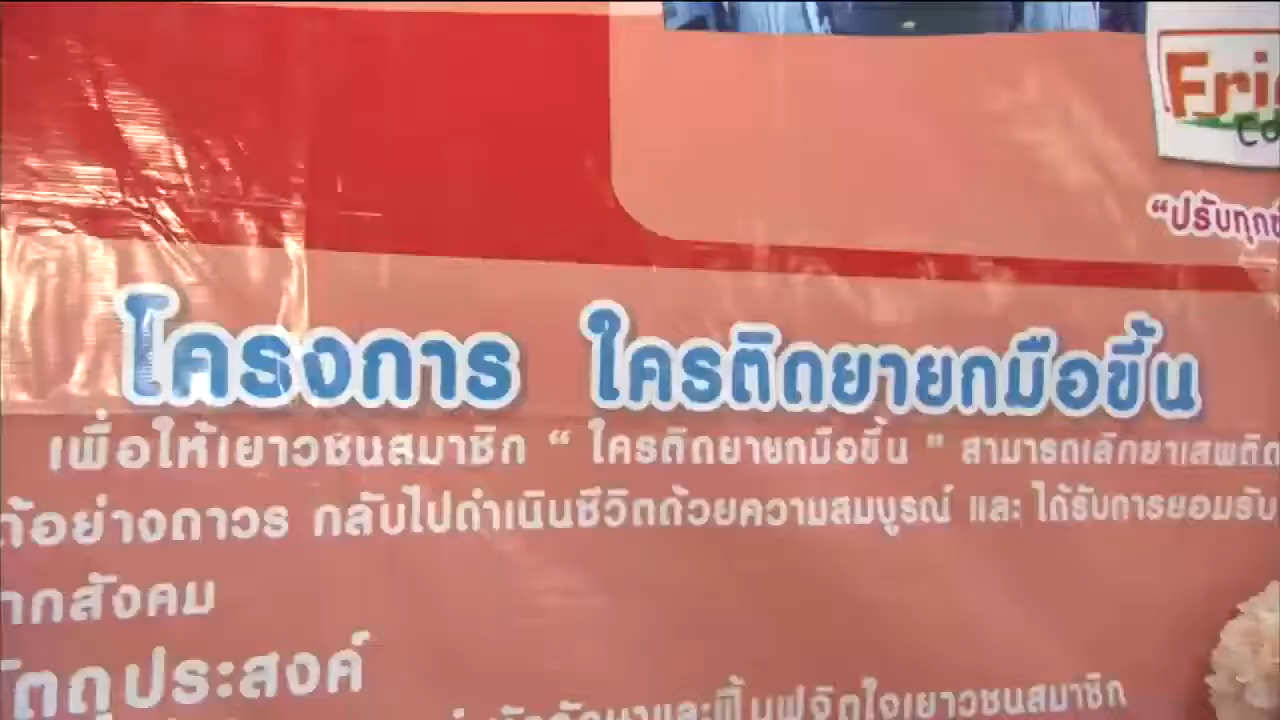 "ปรับทุกข์
โครงการ ใครติดยายกมือขึ้น
เพื่อให้เยาวชนสมาชิก " ใครติดยายกมือขึ้น " สามารถเลิกยาเสพติด
ได้อย่างถาวร กลับไปดำเนินชีวิตด้วยความสมบูรณ์ และ ได้รับการยอมรับ
จากสังคม
วัตถุประสงค์
และฟื้นฟูจิตใจเยาวชนสมาชิก